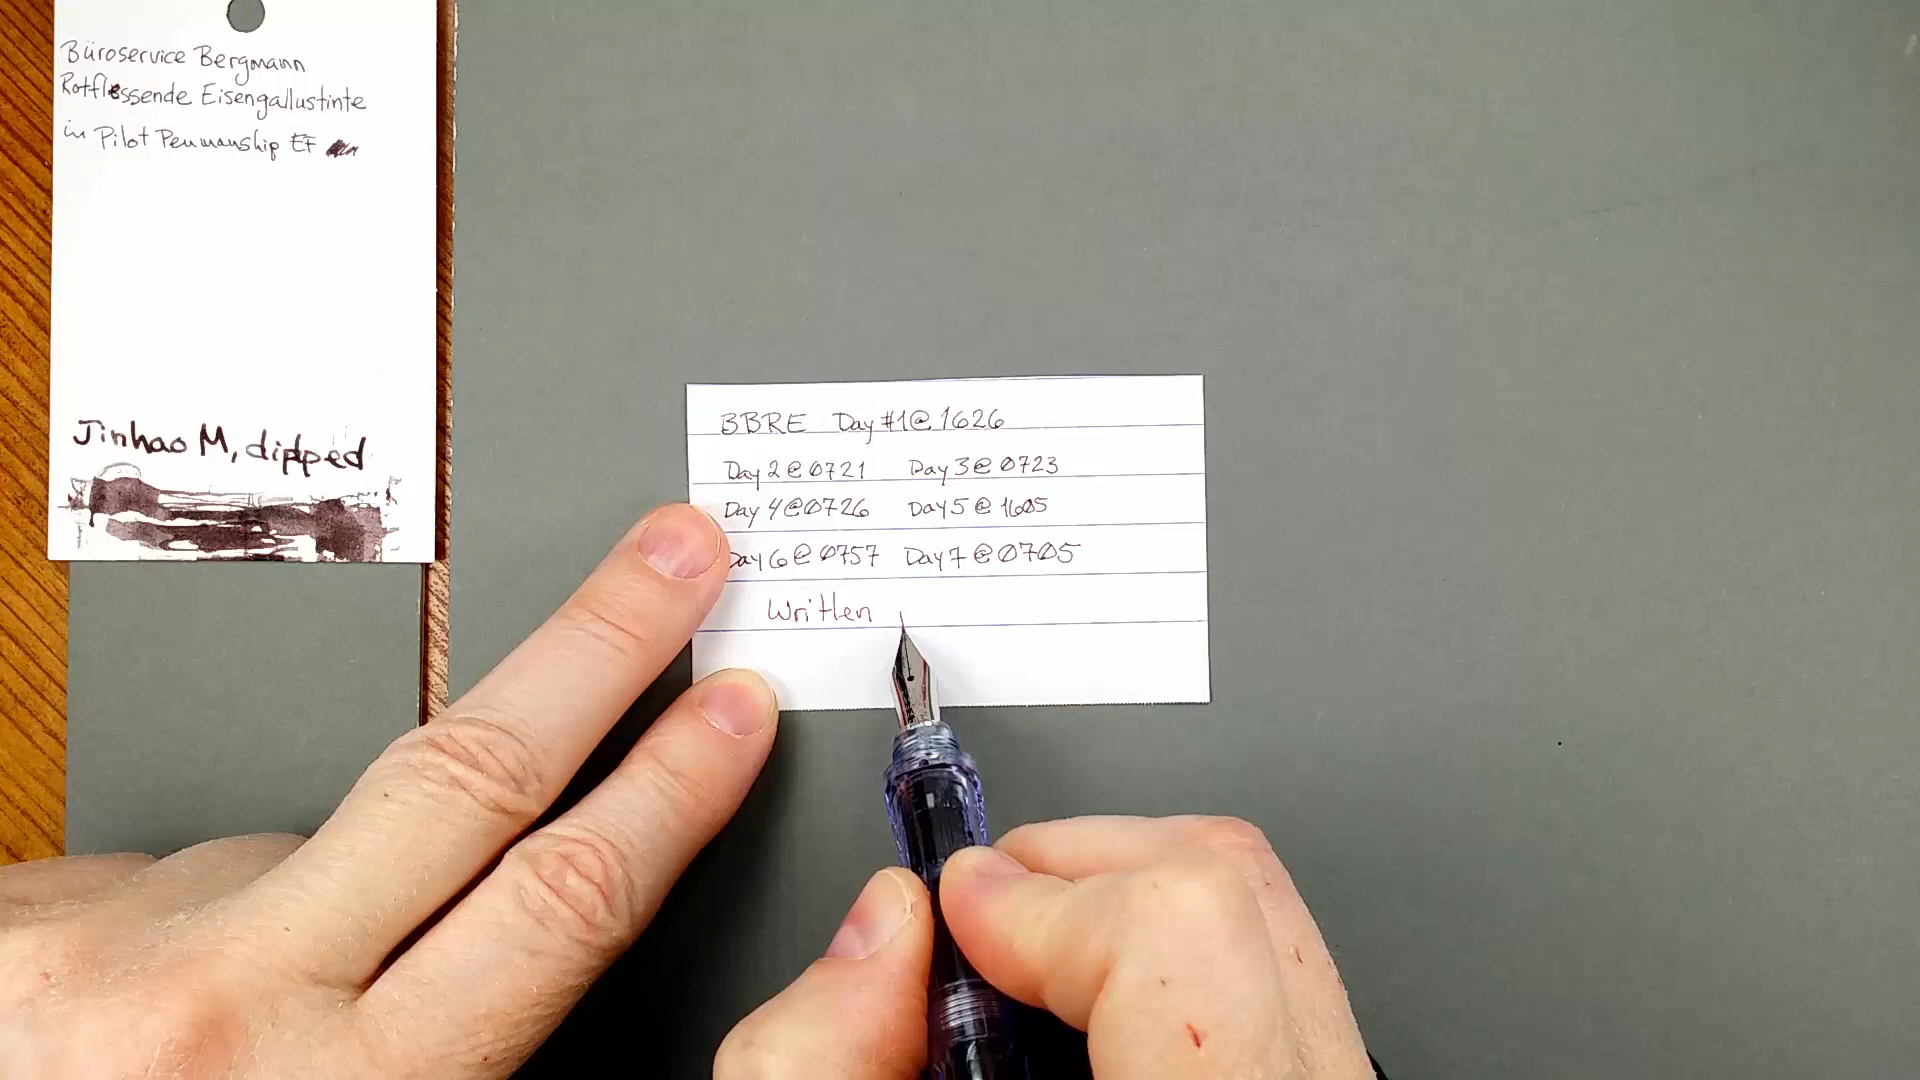 Büroservice Bergmann
Rotfliessende Eisengallustinte
in Pilot Penmanship EF
Jinhao M, dipped
BBRE Day #1@ 1626
Day 2 @ 0721 Day 3 @ 0723
Day 4 @ 0726 Day 5 @ 1605
Day 6 @ 0757 Day 7 @ 0705
Written